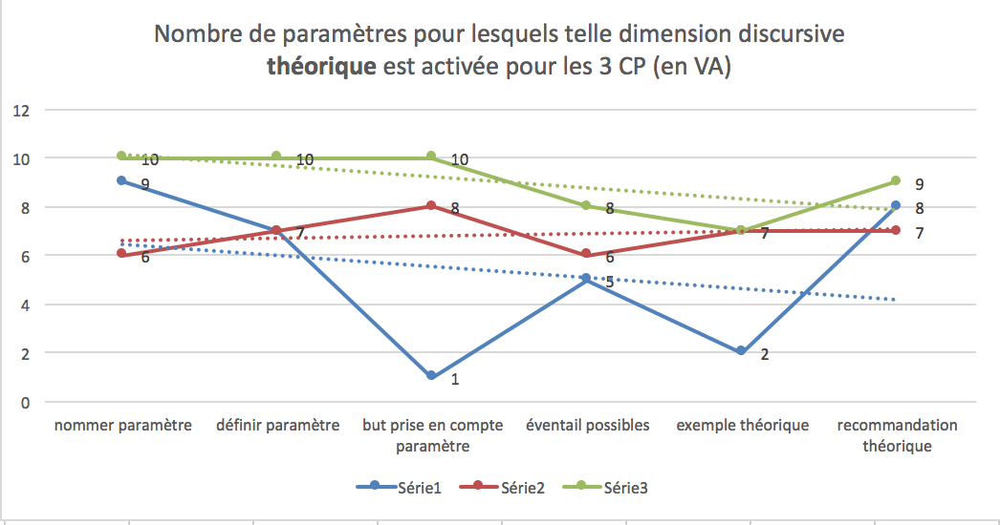 Nombre de paramètres pour lesquels telle dimension discursive
théorique est activée pour les 3 CP (en VA)
12
10
8
6
4
2
0
10
10
10
8
7
9
9
7
1
5
2
8
6
8
6
7
nommer paramètre
définir paramètre
but prise en compte
paramètre
éventail possibles
exemple théorique
recommandation
théorique
Série1
Série2
Série3